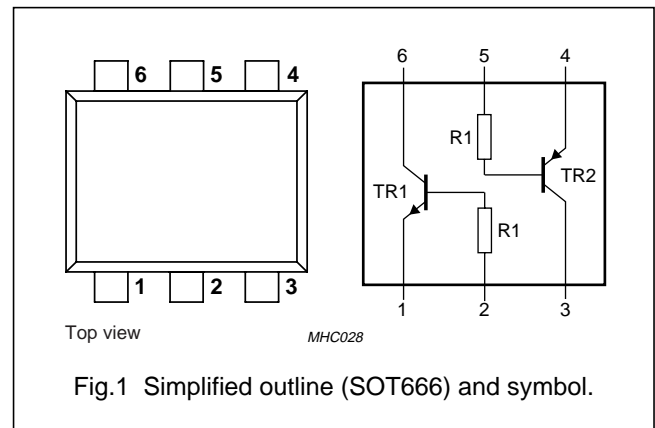 6 5 4
1 2 3
Top view
MHC028
6 5 4
R1
TR1
TR2
R1
1 2 3
Fig.1 Simplified outline (SOT666) and symbol.